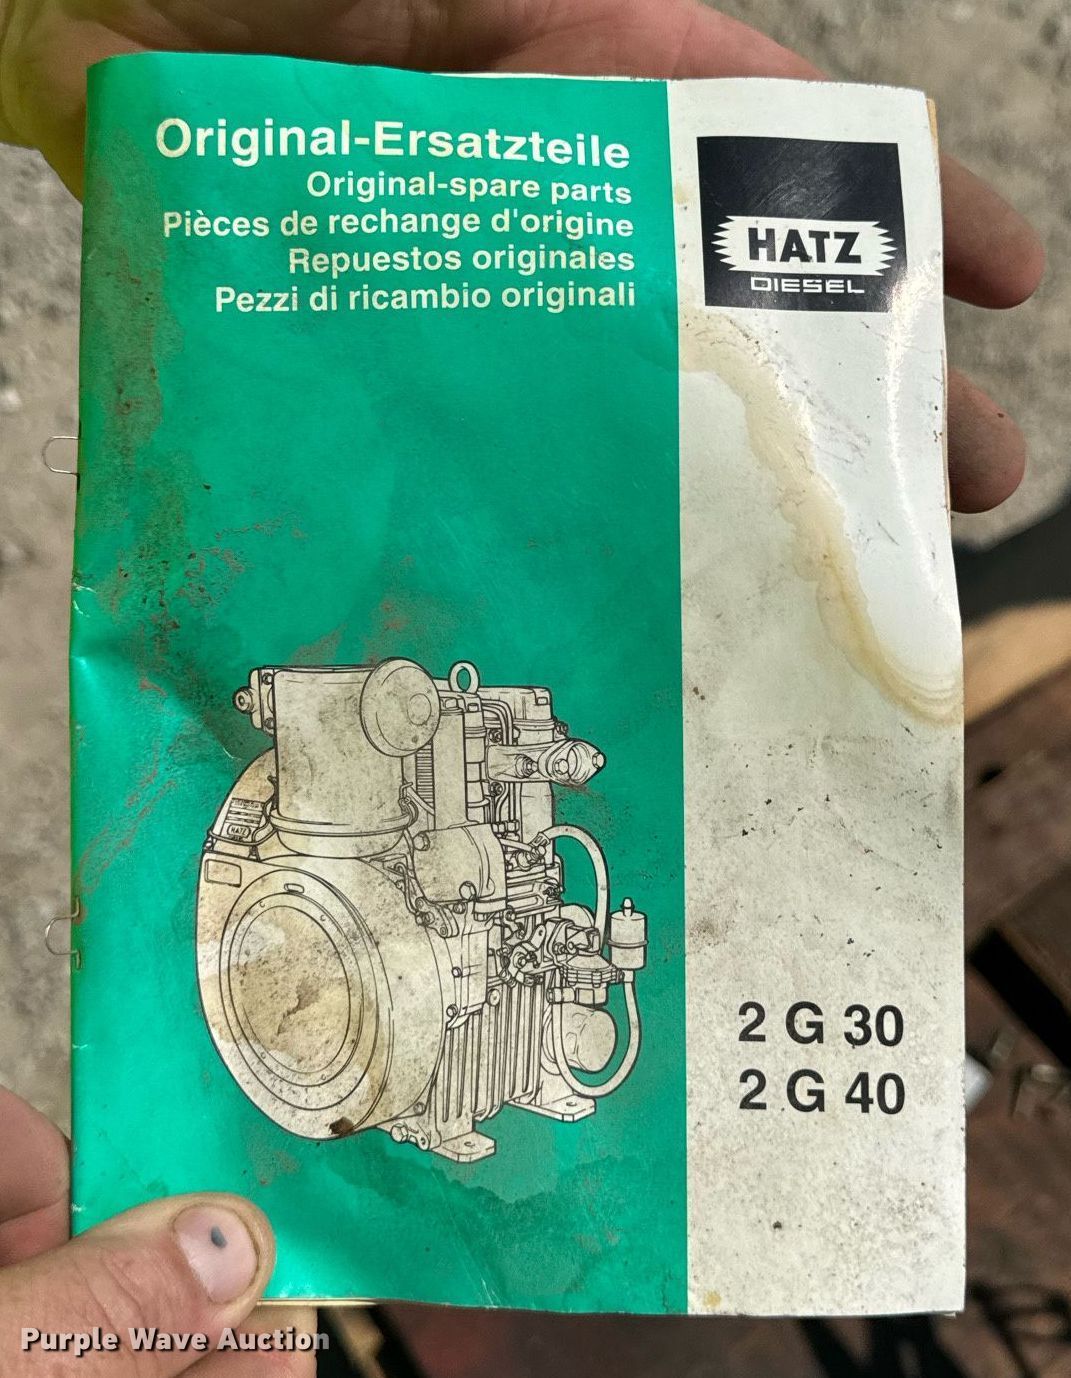 Original-Ersatzteile
Original-spare parts
Pièces de rechange d'origine
Repuestos originales
Pezzi di ricambio originali
HATZ
DIESEL
HATZ
2 G 30
2 G 40
Purple Wave Auction